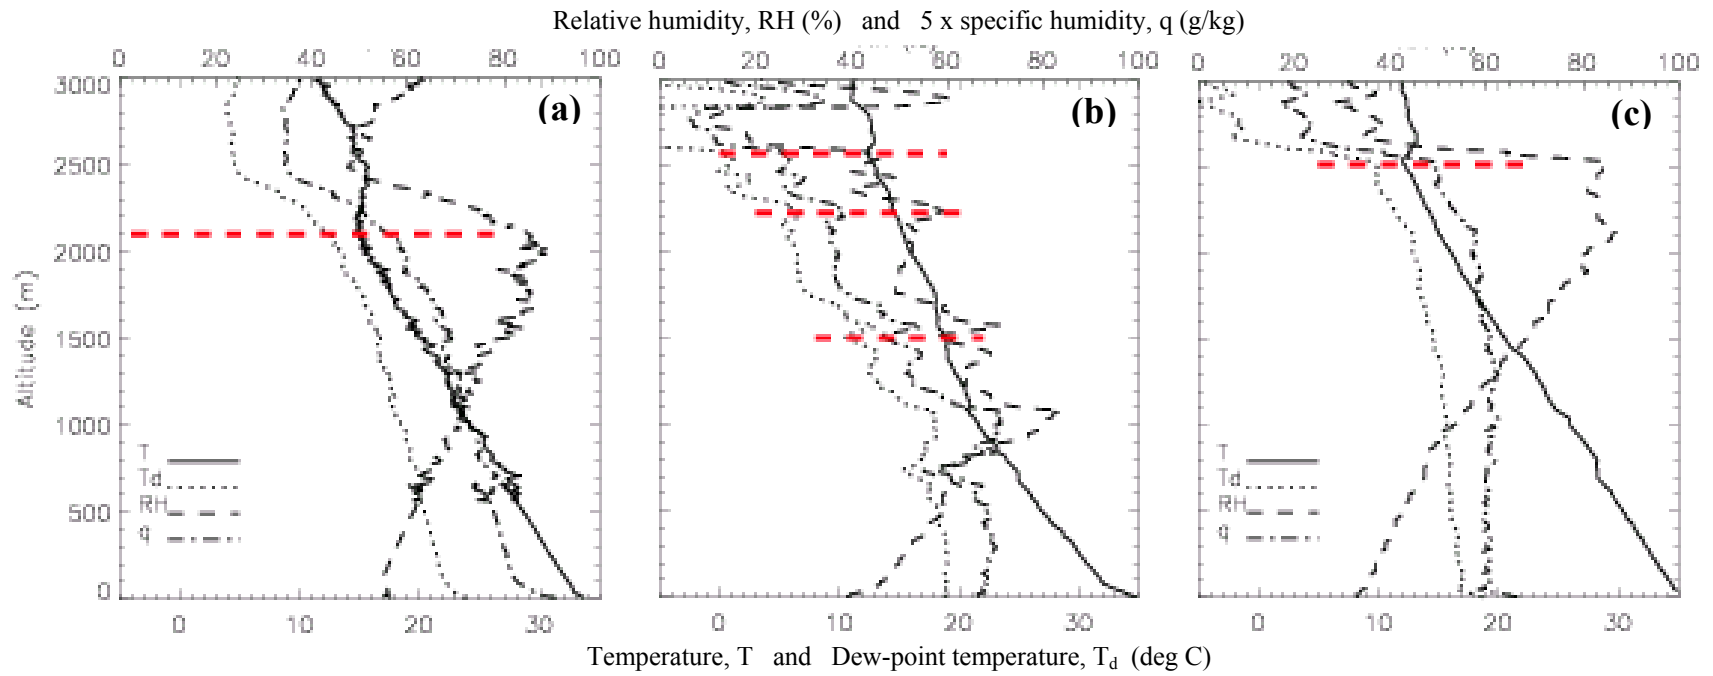 Relative humidity, RH (%) and 5 x specific humidity, q (g/kg)
0 20 40 60 80 100 0 20 40 60 80 100 0 20 40 60 80 100
3000 (a) (b) (c)
2500
2000
Altitude (m)
1500
1000
T T
Td Td
500 RH RH
q q
0
0 10 20 30 0 10 20 30 0 10 20 30
Temperature, T and Dew-point temperature, Td (deg C)